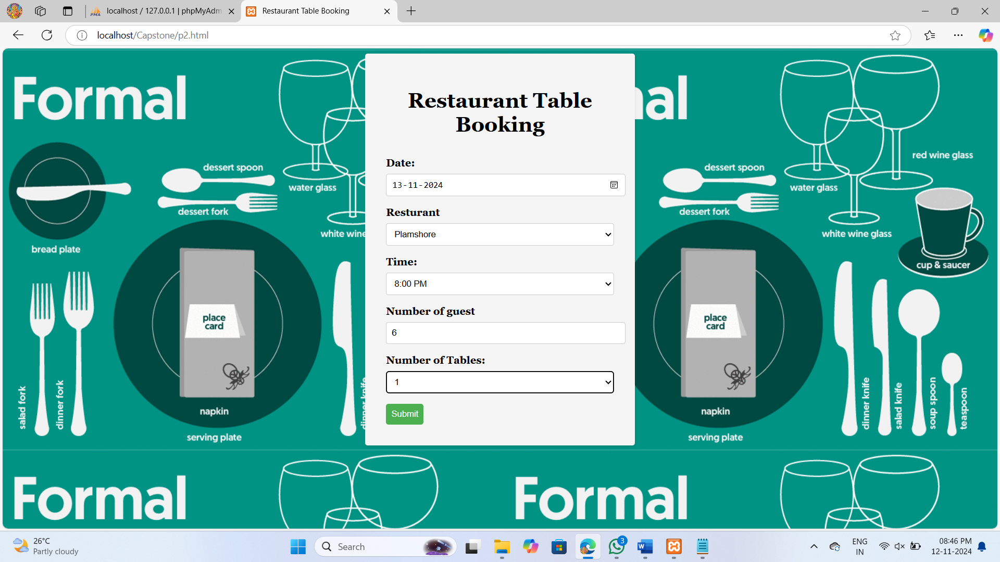 localhost / 127.0.0.1 | phpMyAdm
Restaurant Table Booking
localhost/Capstone/p2.html
Formal
dessert spoon
water glass
dessert fork
white wine
bread plate
place
card
napkin
serving plate
salad fork
dinner fork
dinner knife
Restaurant Table
Booking
Date:
13-11-2024
Resturant
Plamshore
Time:
8:00 PM
Number of guest
6
Number of Tables:
1
Submit
nal
red wine glass
dessert spoon
water glass
dessert fork
white wine glass
cup & saucer
place
card
napkin
serving plate
dinner knife
salad knife
soup spoon
teaspoon
Formal
Formal
26°C
Partly cloudy
Search
3
ENG
IN
08:46 PM
12-11-2024